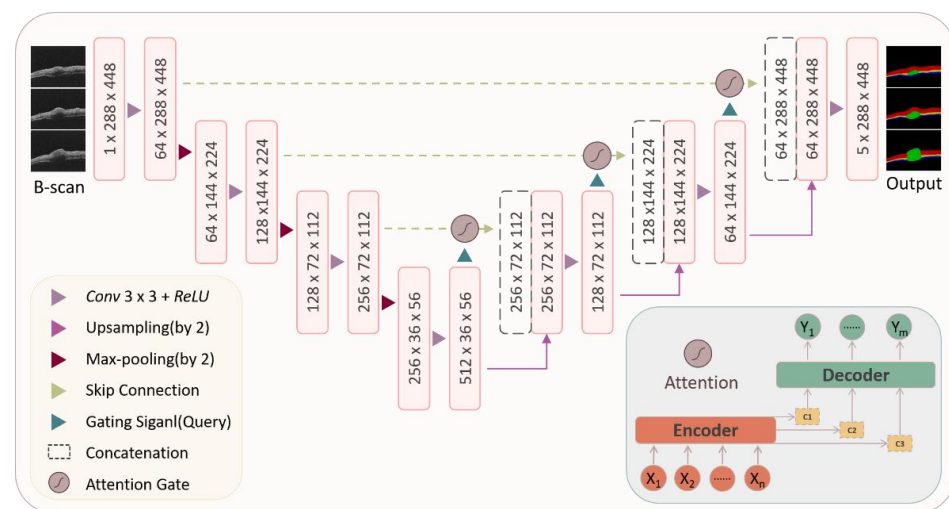 B-scan
1 x 288 x 448
64 x 288 x 448
64 x 144 x 224
128 x144 x 224
128 x 72 x 112
256 x 72 x 112
256 x 36 x 56
512 x 36 x 56
256 x 72 x 112
256 x 72 x 112
128 x 72 x 112
128 x144 x 224
128 x144 x 224
64 x 144 x 224
64 x 288 x 448
64 x 288 x 448
5 x 288 x 448
Output
Conv 3 x 3 + ReLU
Upsampling(by 2)
Max-pooling(by 2)
Skip Connection
Gating Siganl(Query)
Concatenation
Attention Gate
Attention
Y1 ...... Ym
Decoder
C1
C2
C3
Encoder
X1 X2 ...... Xn